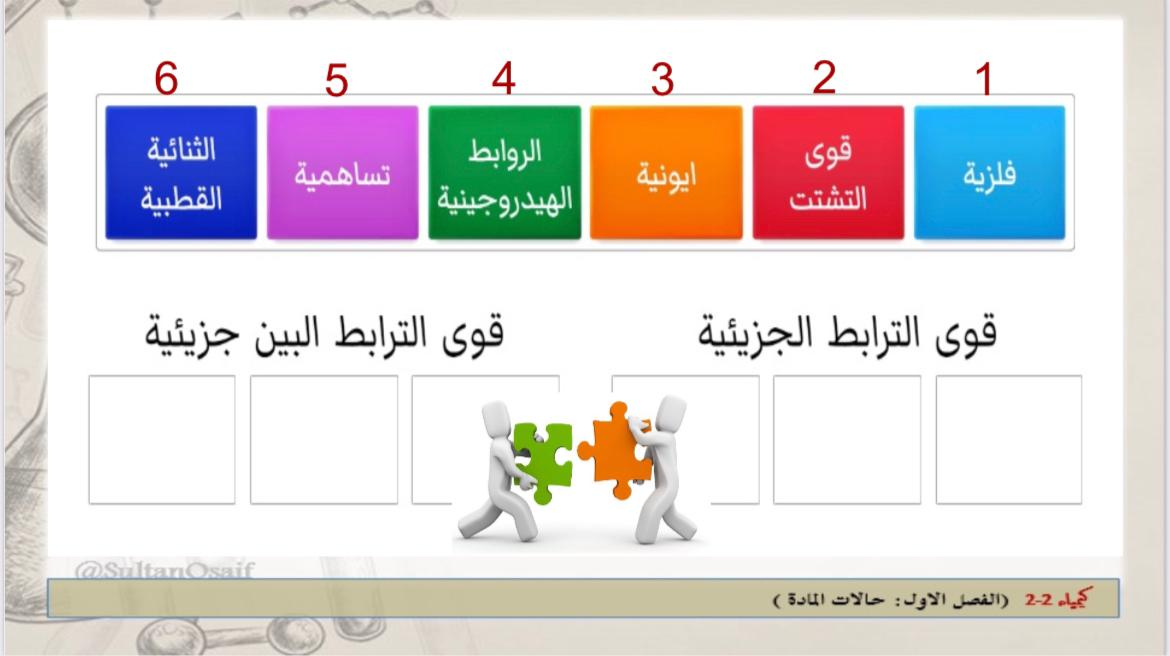 1 2 3 4 5 6
فلزية
قوى
التشتت
ايونية
الروابط
الهيدروجينية
تساهمية
الثنائية
القطبية
قوى الترابط الجزيئية
قوى الترابط البين جزيئية
@SultanOsaif
كيمياء 2-2 (الفصل الاول: حالات المادة )